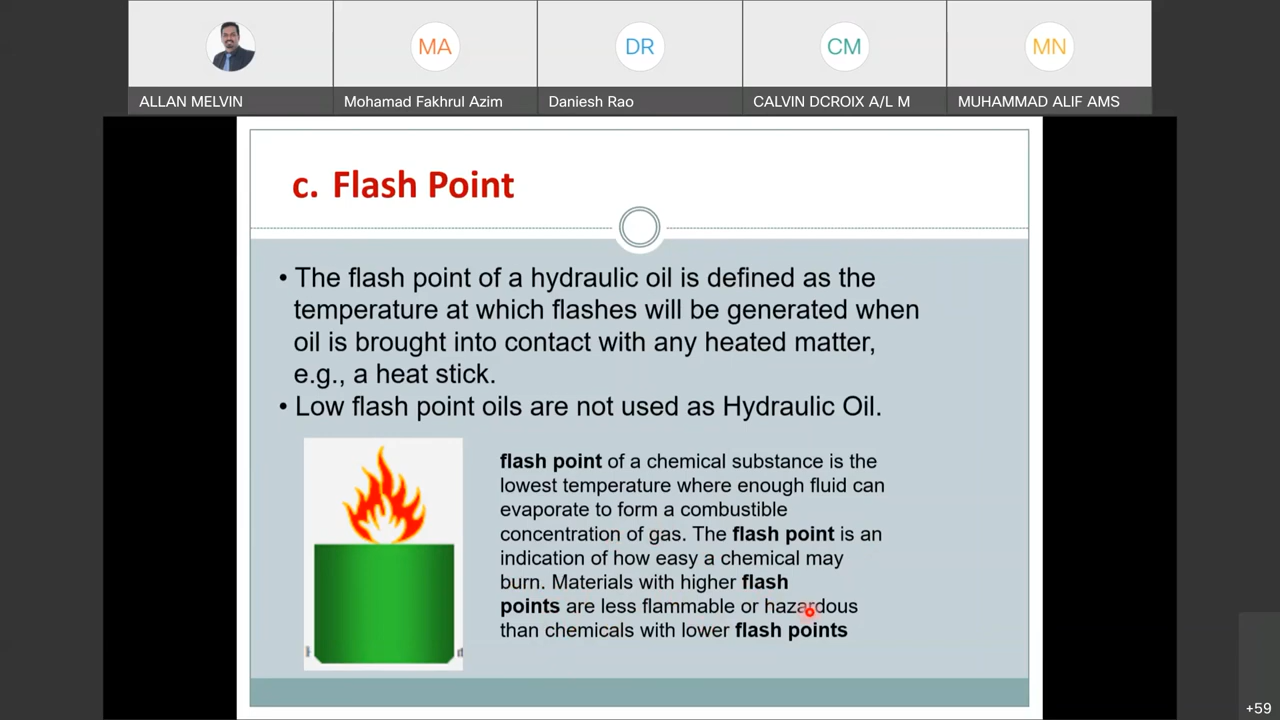 MA
DR
CM
MN
ALLAN MELVIN
Mohamad Fakhrul Azim
Daniesh Rao
CALVIN DCROIX A/L M
MUHAMMAD ALIF AMS
c. Flash Point
• The flash point of a hydraulic oil is defined as the
temperature at which flashes will be generated when
oil is brought into contact with any heated matter,
e.g., a heat stick.
• Low flash point oils are not used as Hydraulic Oil.
flash point of a chemical substance is the
lowest temperature where enough fluid can
evaporate to form a combustible
concentration of gas. The flash point is an
indication of how easy a chemical may
burn. Materials with higher flash
points are less flammable or hazardous
than chemicals with lower flash points
+59